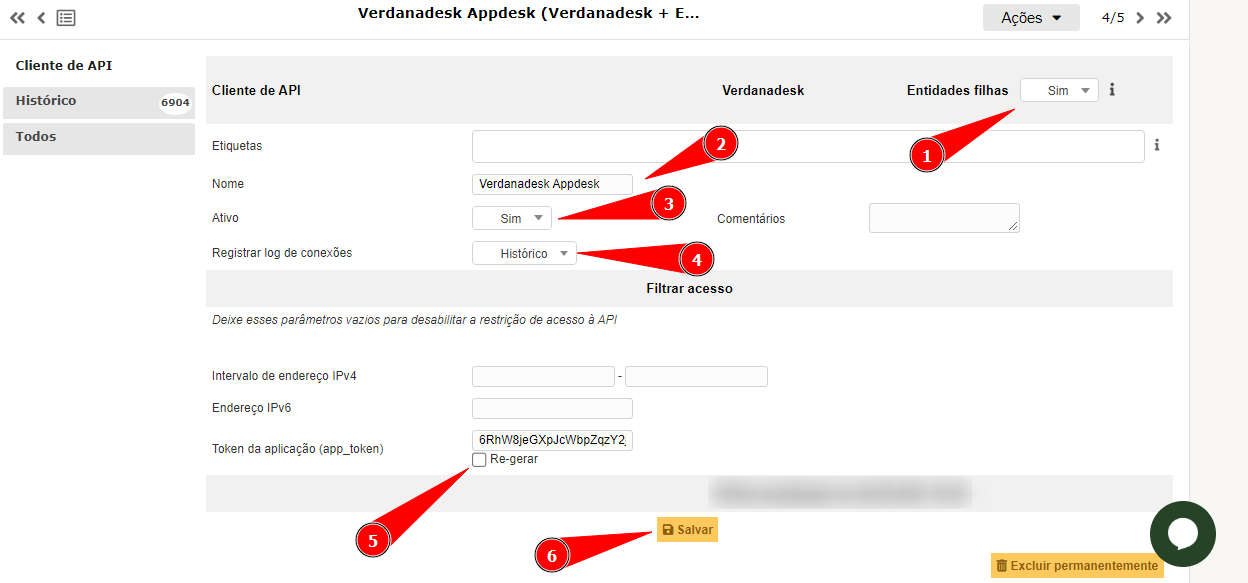 Verdanadesk Appdesk (Verdanadesk + E...
Ações
4/5
Cliente de API
Histórico 6904
Todos
Cliente de API Verdanadesk Entidades filhas Sim
1
Etiquetas
2
Nome Verdanadesk Appdesk
3
Ativo Sim Comentários
Registrar log de conexões Histórico
4
Filtrar acesso
Deixe esses parâmetros vazios para desabilitar a restrição de acesso à API
Intervalo de endereço IPv4 -
Endereço IPv6
Token da aplicação (app_token) 6RhW8jeGXpJcWbpZqzY2
Re-gerar
5
6
Salvar
Excluir permanentemente